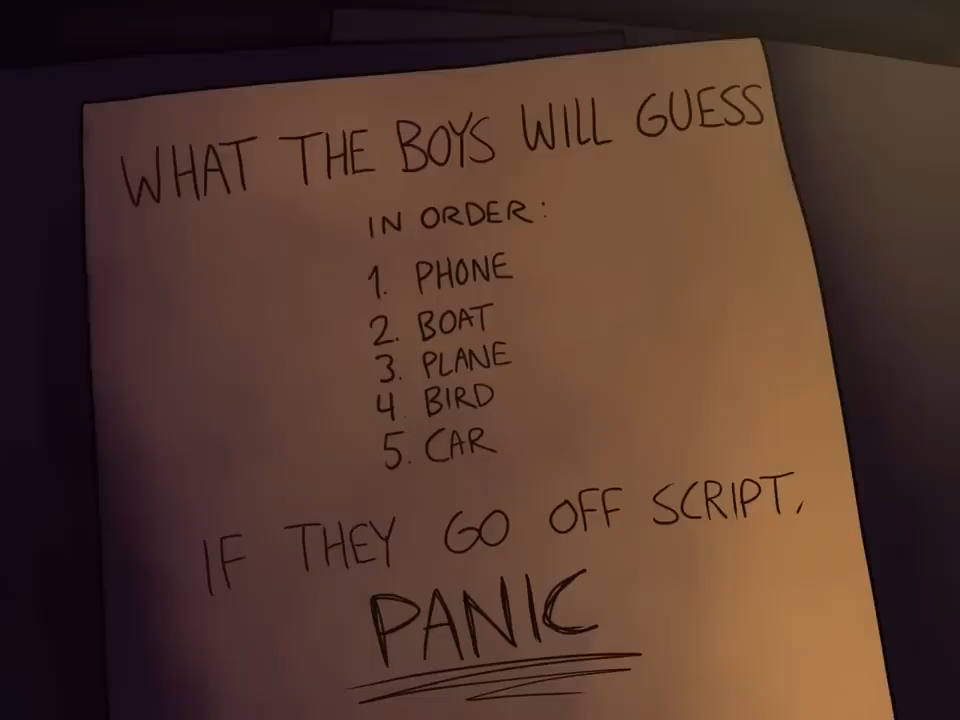 WHAT THE BOYS WILL GUESS
IN ORDER:
1. PHONE
2. BOAT
3. PLANE
4. BIRD
5. CAR
IF THEY GO OFF SCRIPT,
PANIC